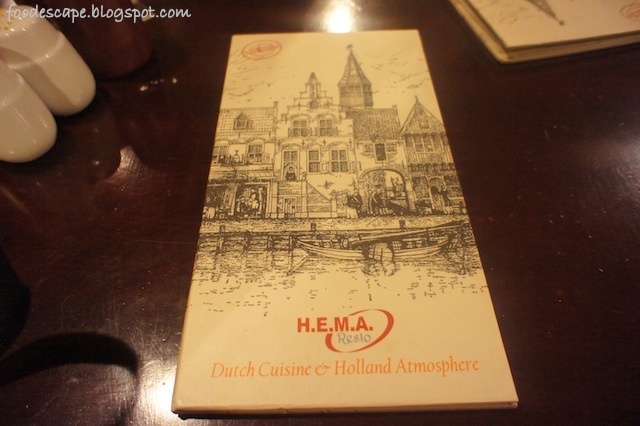 foodescape.blogspot.com
H.E.M.A.
Resto
Dutch Cuisine & Holland Atmosphere